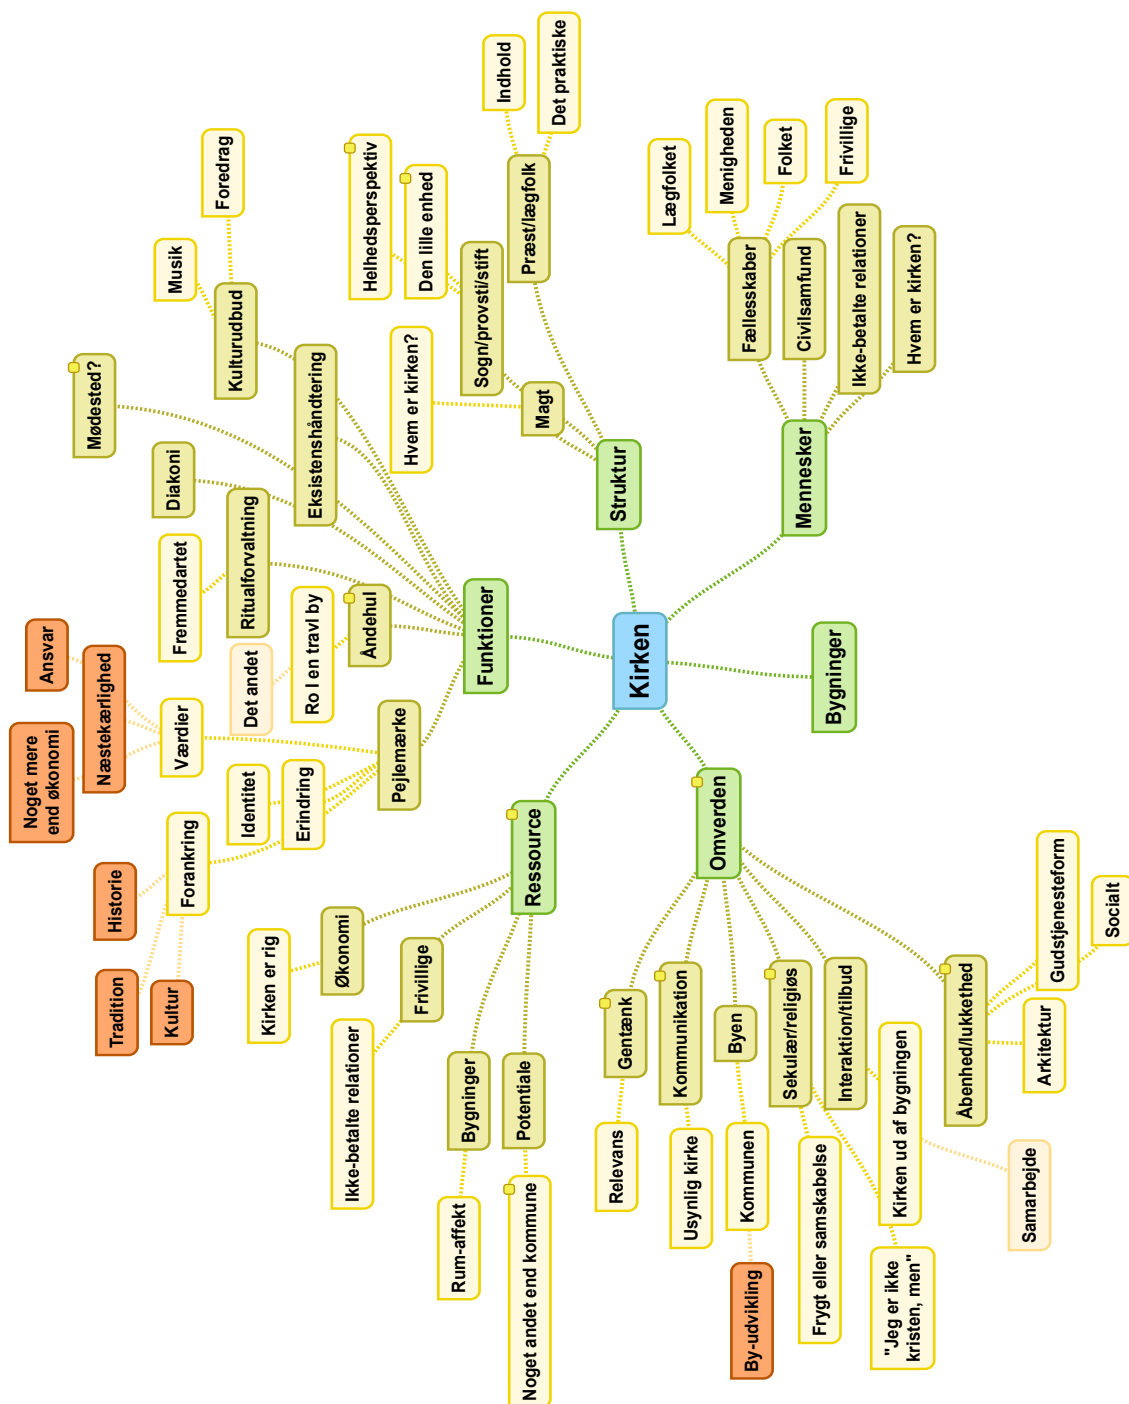 Kirken
Funktioner
Pejlemærke
Værdier
Noget mere
end økonomi
Næstekærlighed
Ansvar
Identitet
Erindring
Forankring
Historie
Tradition
Kultur
Åndehul
Ro I en travl by
Det andet
Ritualforvaltning
Fremmedartet
Diakoni
Mødested?
Eksistenshåndtering
Kulturudbud
Musik
Foredrag
Struktur
Magt
Hvem er kirken?
Sogn/provsti/stift
Helhedsperspektiv
Den lille enhed
Præst/lægfolk
Indhold
Det praktiske
Mennesker
Fællesskaber
Lægfolket
Menigheden
Folket
Frivillige
Civilsamfund
Ikke-betalte relationer
Hvem er kirken?
Bygninger
Ressource
Økonomi
Kirken er rig
Frivillige
Ikke-betalte relationer
Bygninger
Rum-affekt
Potentiale
Noget andet end kommune
Omverden
Gentænk
Relevans
Kommunikation
Usynlig kirke
Byen
Kommunen
By-udvikling
Sekulær/religiøs
Frygt eller samskabelse
"Jeg er ikke
kristen, men"
Interaktion/tilbud
Kirken ud af bygningen
Samarbejde
Åbenhed/lukkethed
Arkitektur
Gudstjenesteform
Socialt